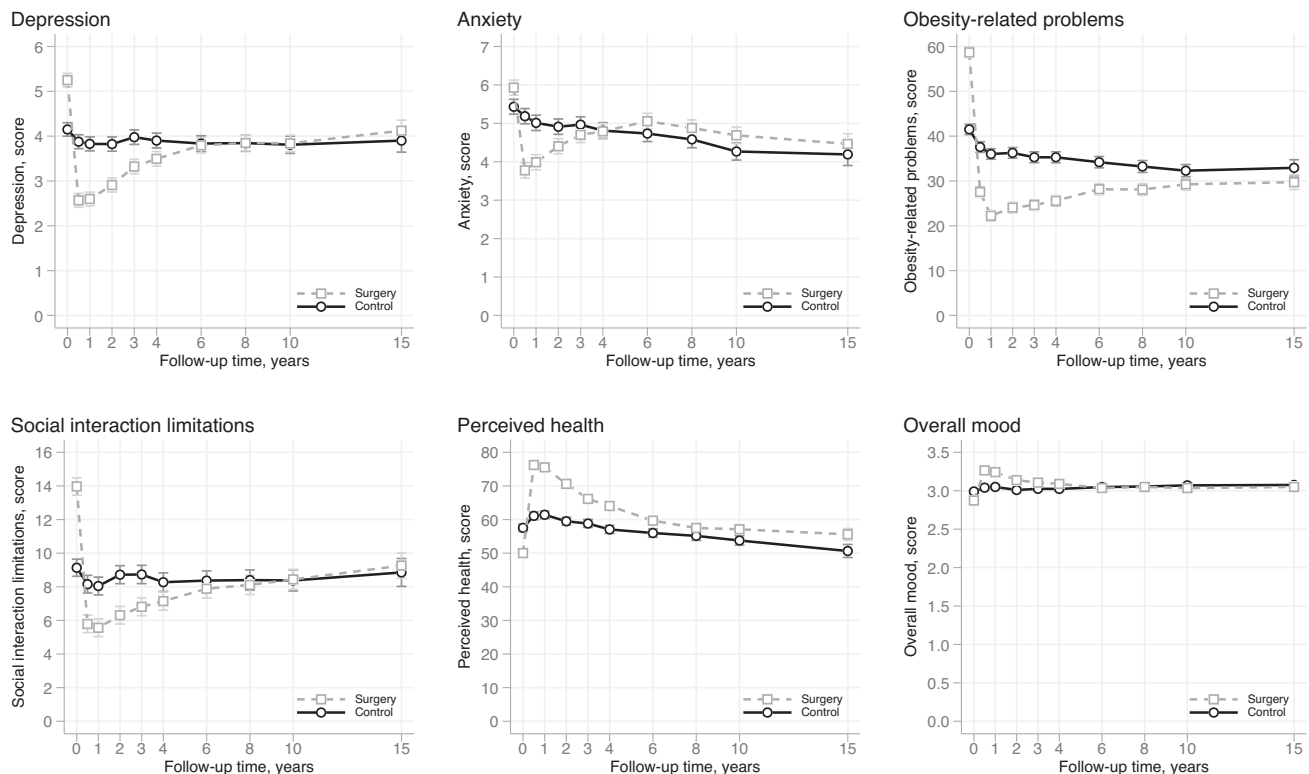 Depression
6
5
4
3
2
1
0
Depression, score
Surgery
Control
0 1 2 3 4 6 8 10 15
Follow-up time, years
Anxiety
7
6
5
4
3
2
1
0
Anxiety, score
Surgery
Control
0 1 2 3 4 6 8 10 15
Follow-up time, years
Obesity-related problems
60
50
40
30
20
10
0
Obesity-related problems, score
Surgery
Control
0 1 2 3 4 6 8 10 15
Follow-up time, years
Social interaction limitations
16
14
12
10
8
6
4
2
0
Social interaction limitations, score
Surgery
Control
0 1 2 3 4 6 8 10 15
Follow-up time, years
Perceived health
80
70
60
50
40
30
20
10
0
Perceived health, score
Surgery
Control
0 1 2 3 4 6 8 10 15
Follow-up time, years
Overall mood
3.5
3.0
2.5
2.0
1.5
1.0
0.5
0.0
Overall mood, score
Surgery
Control
0 1 2 3 4 6 8 10 15
Follow-up time, years